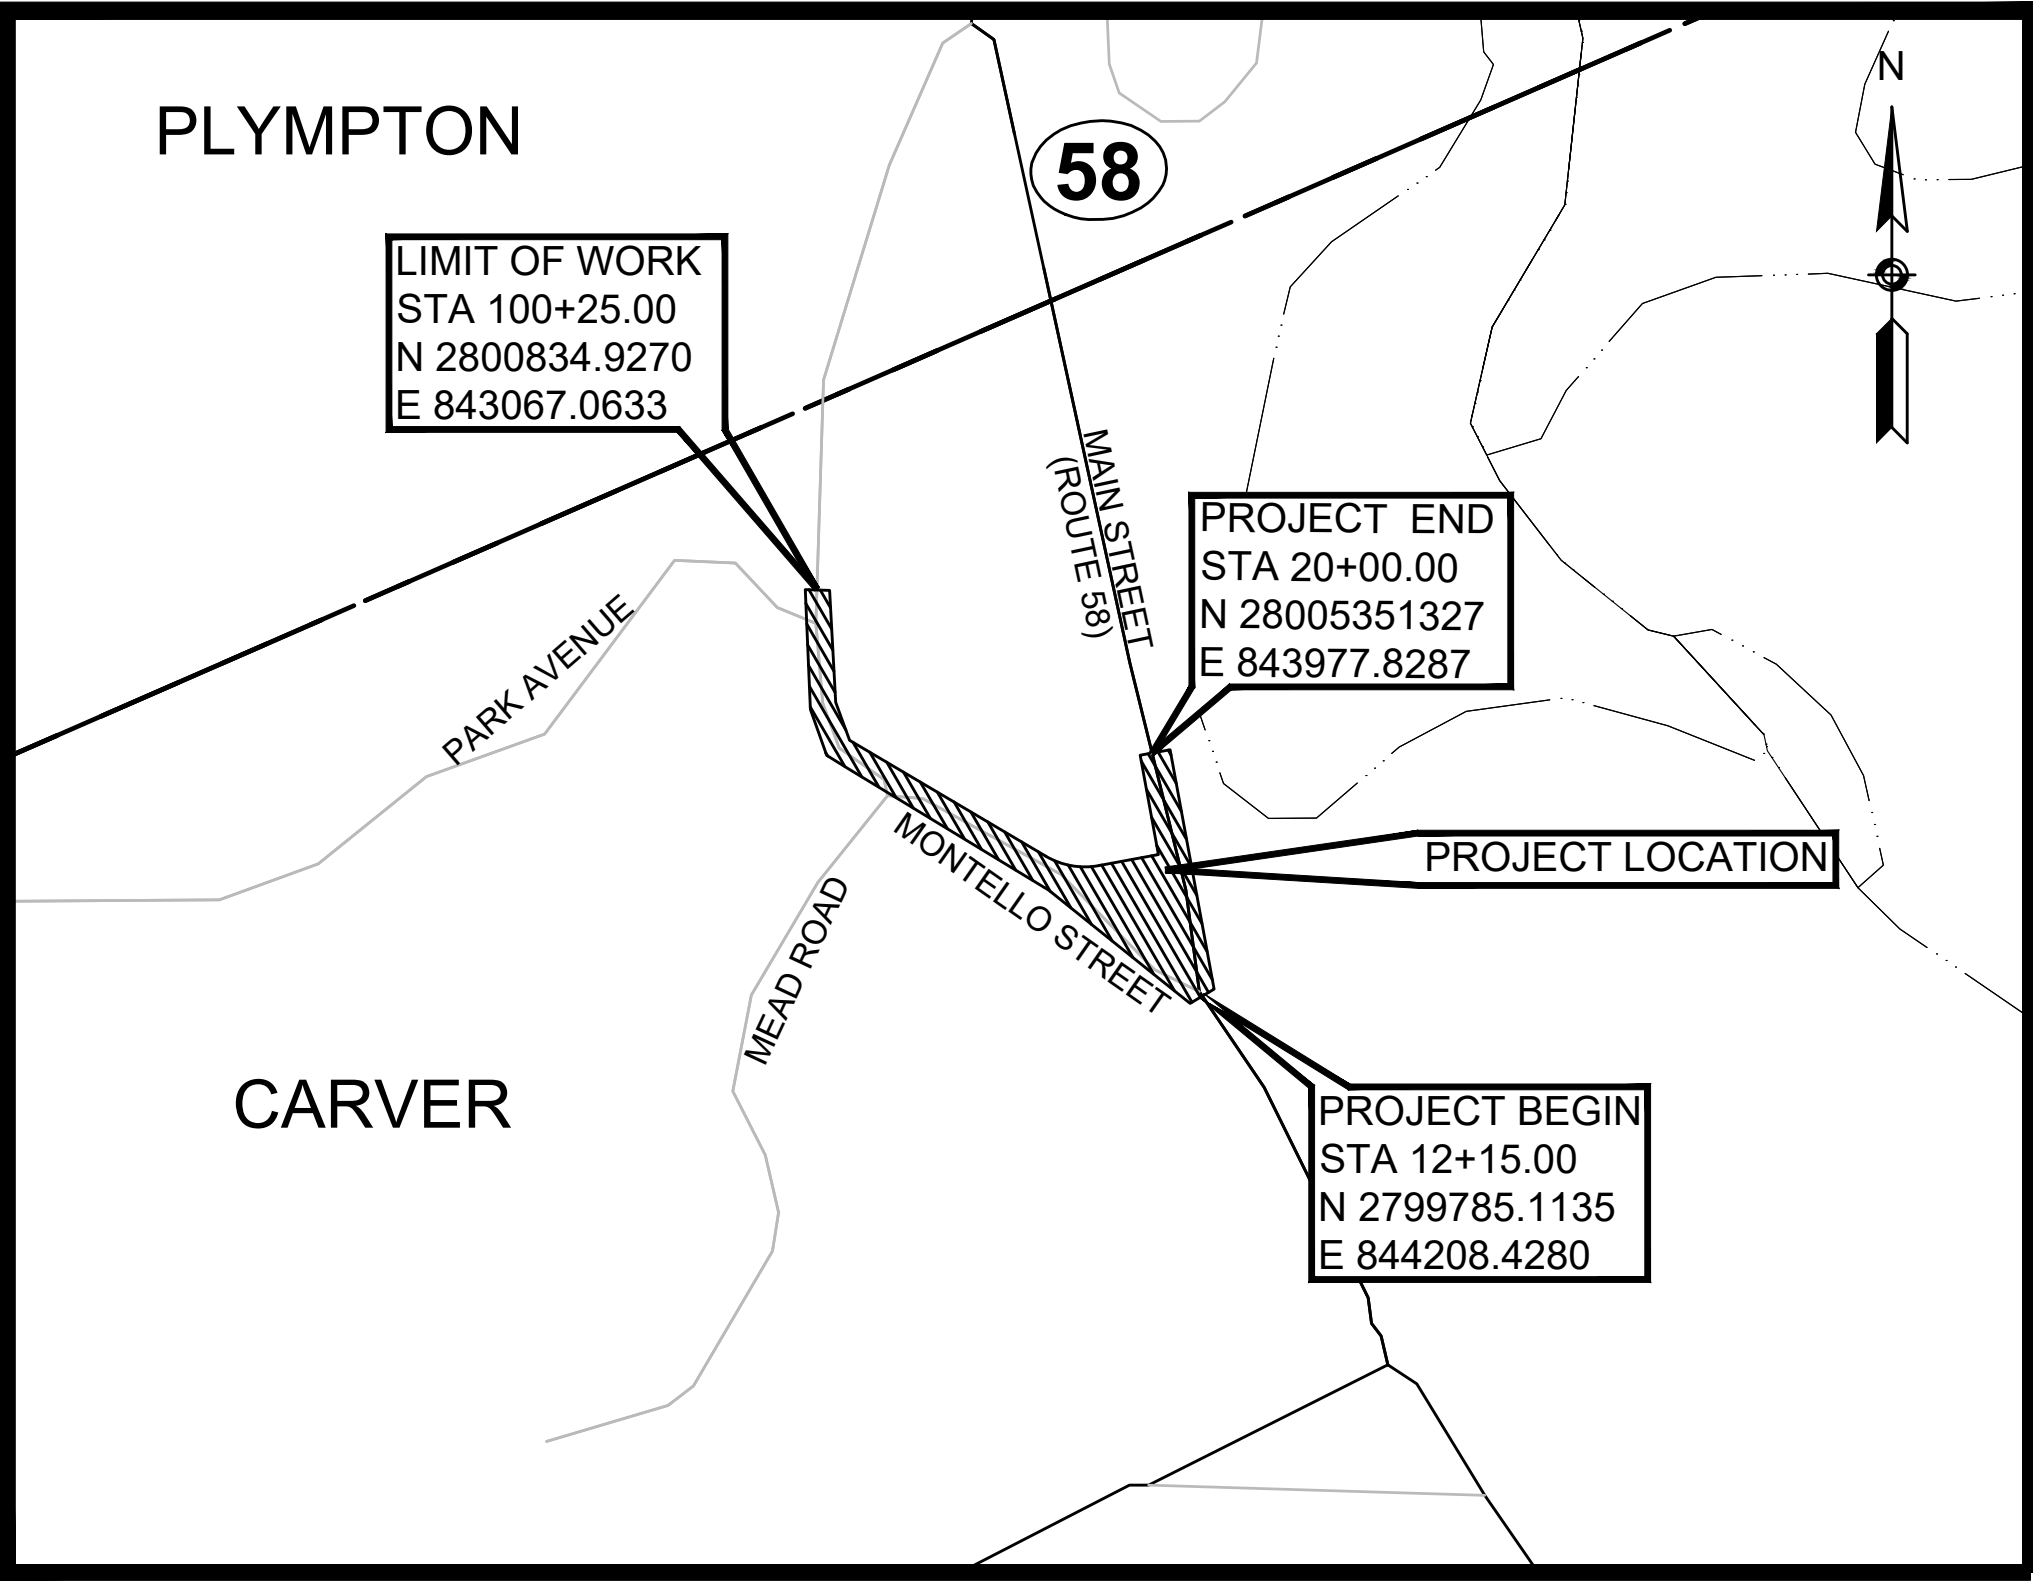 N
PLYMPTON
58
LIMIT OF WORK
STA 100+25.00
N 2800834.9270
E 843067.0633
MAIN STREET
(ROUTE 58)
PROJECT  END
STA 20+00.00
N 28005351327
E 843977.8287
PARK AVENUE
PROJECT LOCATION
MONTELLO STREET
MEAD ROAD
CARVER
PROJECT BEGIN
STA 12+15.00
N 2799785.1135
E 844208.4280